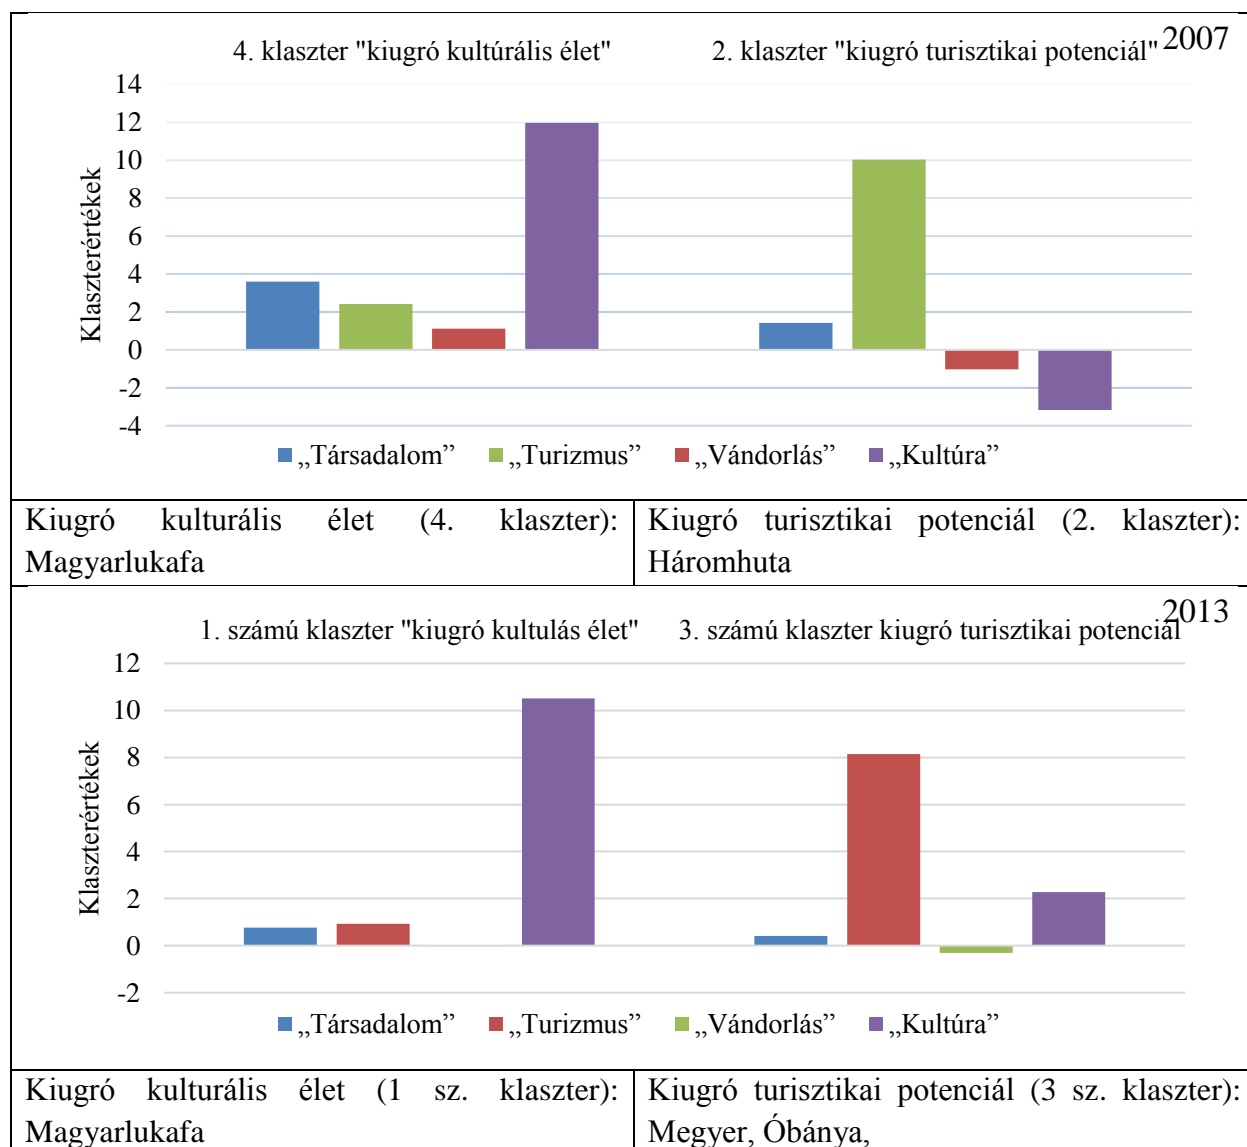 2007
4. klaszter "kiugró kultúrális élet" 2. klaszter "kiugró turisztikai potenciál"
Klaszterértékek
14
12
10
8
6
4
2
0
-2
-4
„Társadalom” „Turizmus” „Vándorlás” „Kultúra”
Kiugró kulturális élet (4. klaszter):
Magyarlukafa
Kiugró turisztikai potenciál (2. klaszter):
Háromhuta
2013
1. számú klaszter "kiugró kultulás élet" 3. számú klaszter kiugró turisztikai potenciál
Klaszterértékek
12
10
8
6
4
2
0
-2
„Társadalom” „Turizmus” „Vándorlás” „Kultúra”
Kiugró kulturális élet (1 sz. klaszter):
Magyarlukafa
Kiugró turisztikai potenciál (3 sz. klaszter):
Megyer, Óbánya,